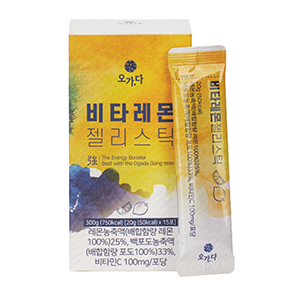 오가다
비타레몬
젤리스틱
強
The Energy Booster
Best with the Ogada Gang-jeong
300g (750kcal) [20g (50kcal) x 15포]
레몬농축액(배합함량 레몬
100%)25%, 백포도농축액
(배합함량 포도100%)33%,
비타민C 100mg/포당
오가다
비타레몬젤리스틱
20g (50kcal)